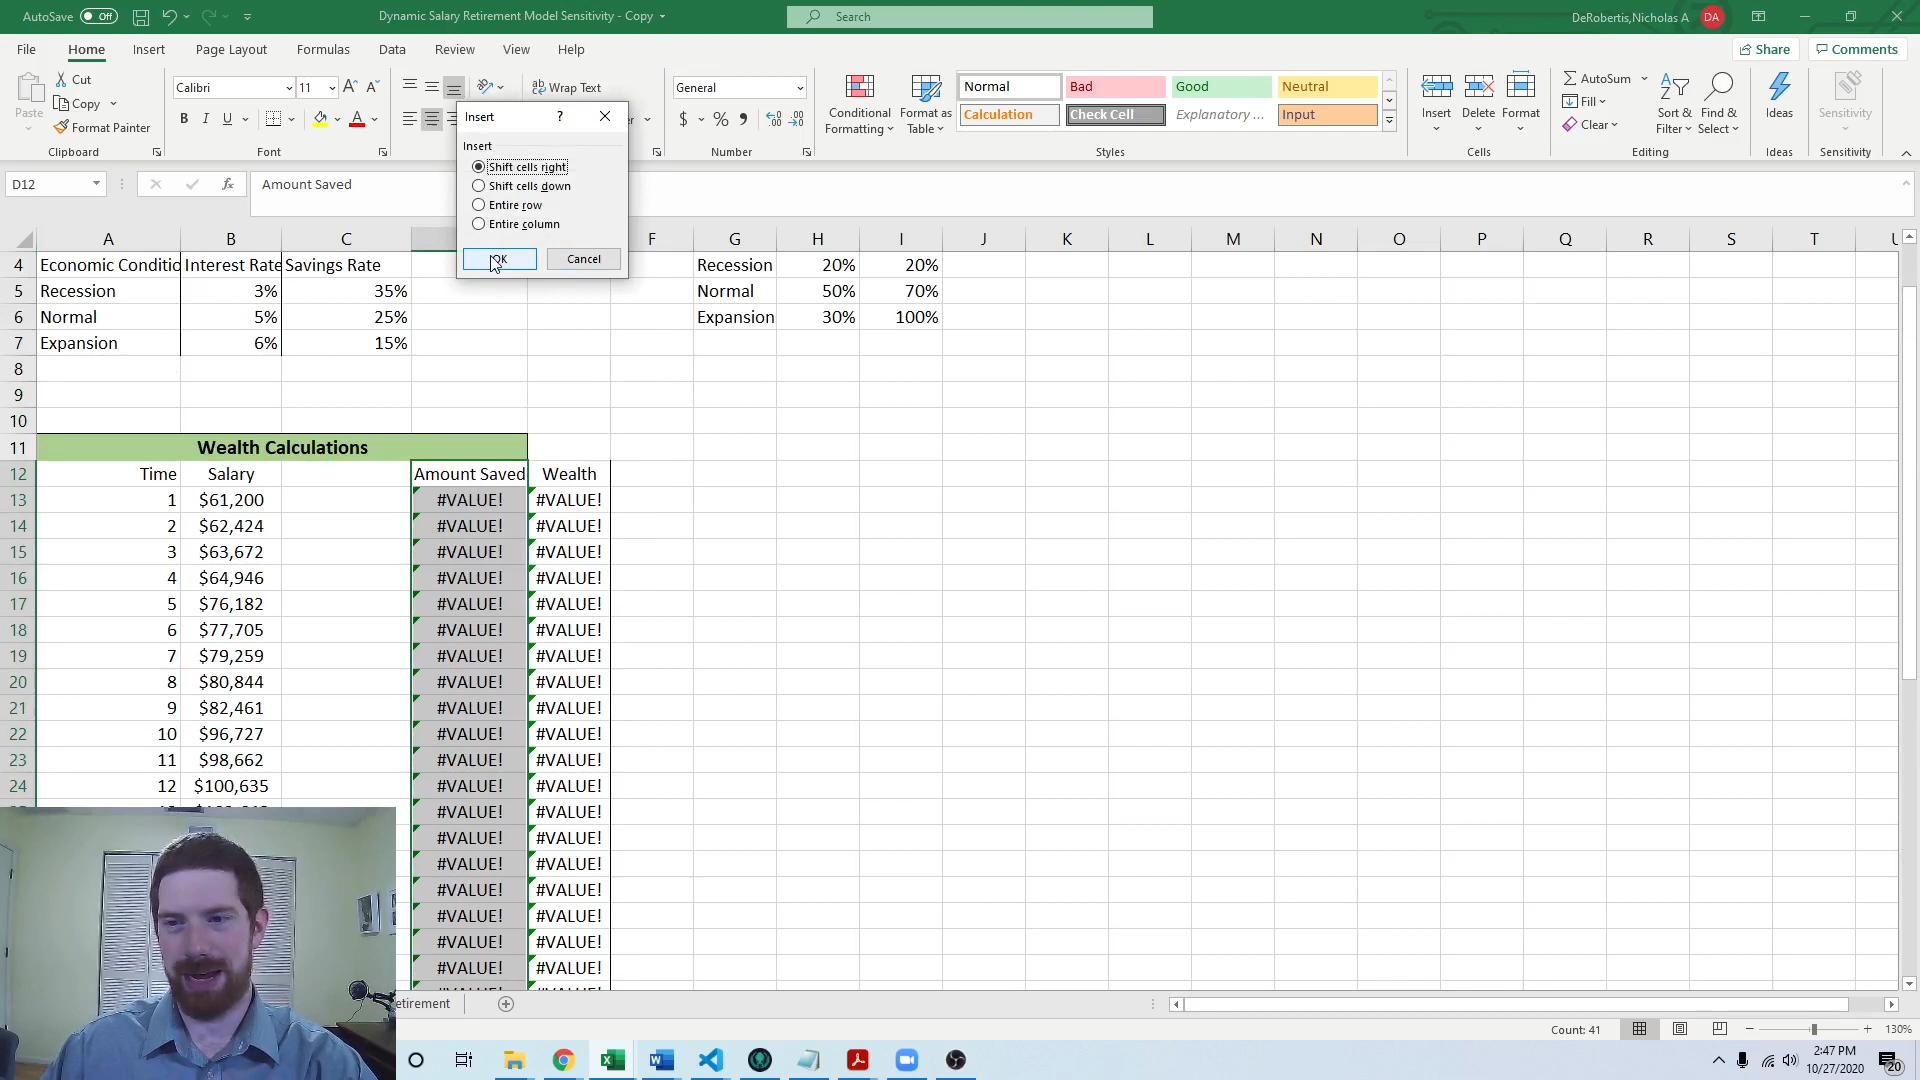 AutoSave Off Dynamic Salary Retirement Model Sensitivity - Copy Search DeRobertis,Nicholas A DA
File Home Insert Page Layout Formulas Data Review View Help Share Comments
Paste Cut Copy Format Painter Clipboard
Calibri 11 B I U A Font
Wrap Text
General $ % 9 Number
Conditional Formatting Format as Table Normal Bad Good Neutral
Calculation Check Cell Explanatory ... Input Styles
Insert Delete Format Cells
AutoSum Fill Clear Sort & Filter Find & Select Editing
Ideas Ideas Sensitivity Sensitivity
Insert ?
Insert
Shift cells right
Shift cells down
Entire row
Entire column
OK Cancel
D12 fx Amount Saved
A B C F G H I J K L M N O P Q R S T U
4 Economic Conditio Interest Rate Savings Rate Recession 20% 20%
5 Recession 3% 35% Normal 50% 70%
6 Normal 5% 25% Expansion 30% 100%
7 Expansion 6% 15%
8
9
10
11 Wealth Calculations
12 Time Salary Amount Saved Wealth
13 1 $61,200 #VALUE! #VALUE!
14 2 $62,424 #VALUE! #VALUE!
15 3 $63,672 #VALUE! #VALUE!
16 4 $64,946 #VALUE! #VALUE!
17 5 $76,182 #VALUE! #VALUE!
18 6 $77,705 #VALUE! #VALUE!
19 7 $79,259 #VALUE! #VALUE!
20 8 $80,844 #VALUE! #VALUE!
21 9 $82,461 #VALUE! #VALUE!
22 10 $96,727 #VALUE! #VALUE!
23 11 $98,662 #VALUE! #VALUE!
24 12 $100,635 #VALUE! #VALUE!
#VALUE! #VALUE!
#VALUE! #VALUE!
#VALUE! #VALUE!
#VALUE! #VALUE!
#VALUE! #VALUE!
#VALUE! #VALUE!
#VALUE! #VALUE!
etirement
Count: 41 130%
2:47 PM
10/27/2020
20